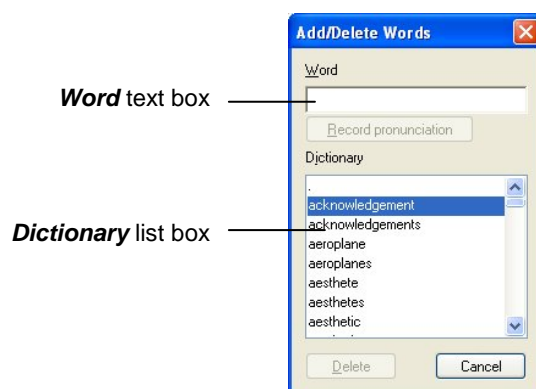 Add/Delete Words
Word
Word text box
Record pronunciation
Dictionary
.
acknowledgement
Dictionary list box
acknowledgements
aeroplane
aeroplanes
aesthete
aesthetes
aesthetic
Delete Cancel